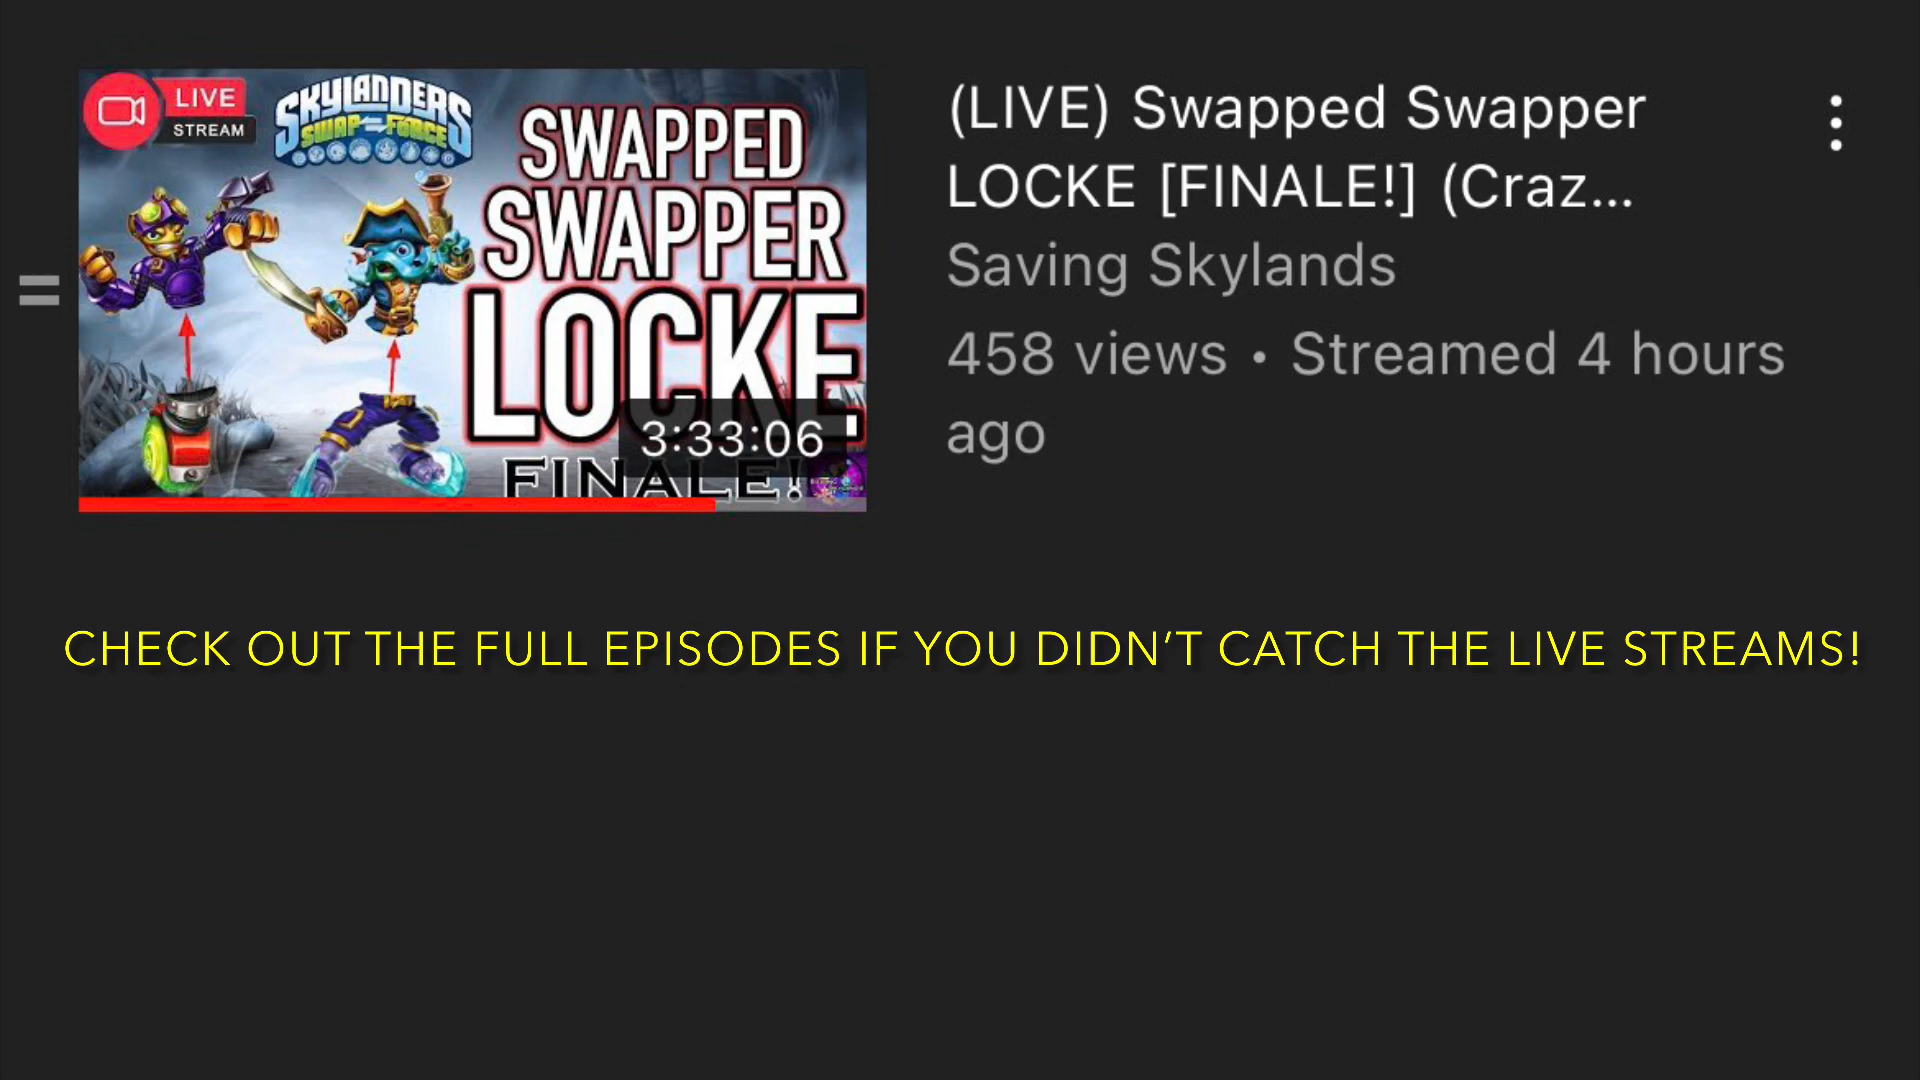 LIVE
STREAM
SKYLANDERS
SWAP FORCE
SWAPPED
SWAPPER
LOCKE
3:33:06
FINALE!
(LIVE) Swapped Swapper
LOCKE [FINALE!] (Craz...
Saving Skylands
458 views • Streamed 4 hours
ago
CHECK OUT THE FULL EPISODES IF YOU DIDN'T CATCH THE LIVE STREAMS!